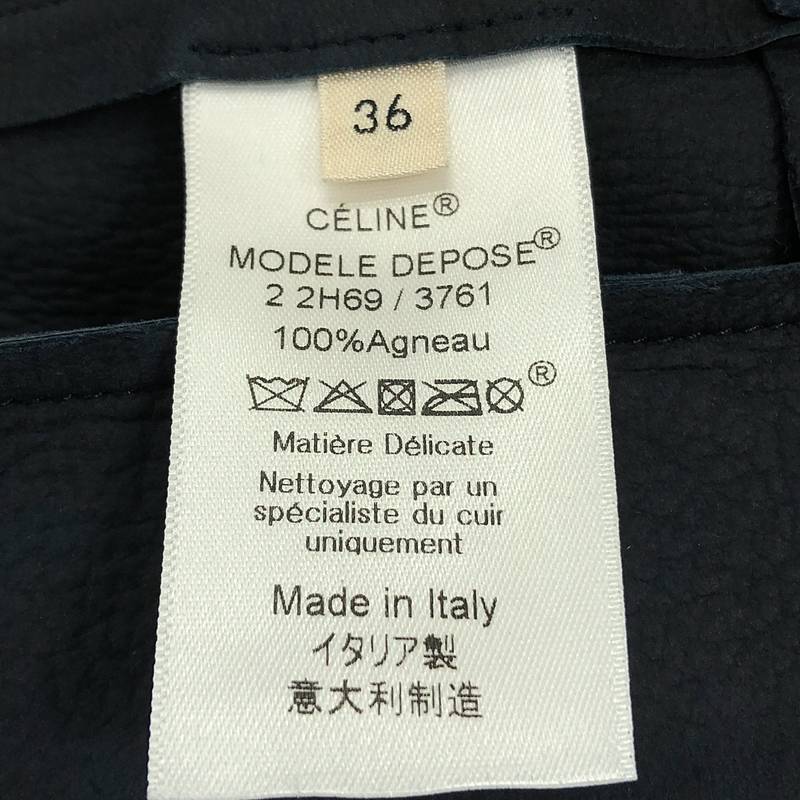 36
CÉLINE®
MODELE DEPOSE®
2 2H69 / 3761
100%Agneau
®
Matière Délicate
Nettoyage par un
spécialiste du cuir
uniquement
Made in Italy
イタリア製
意大利制造